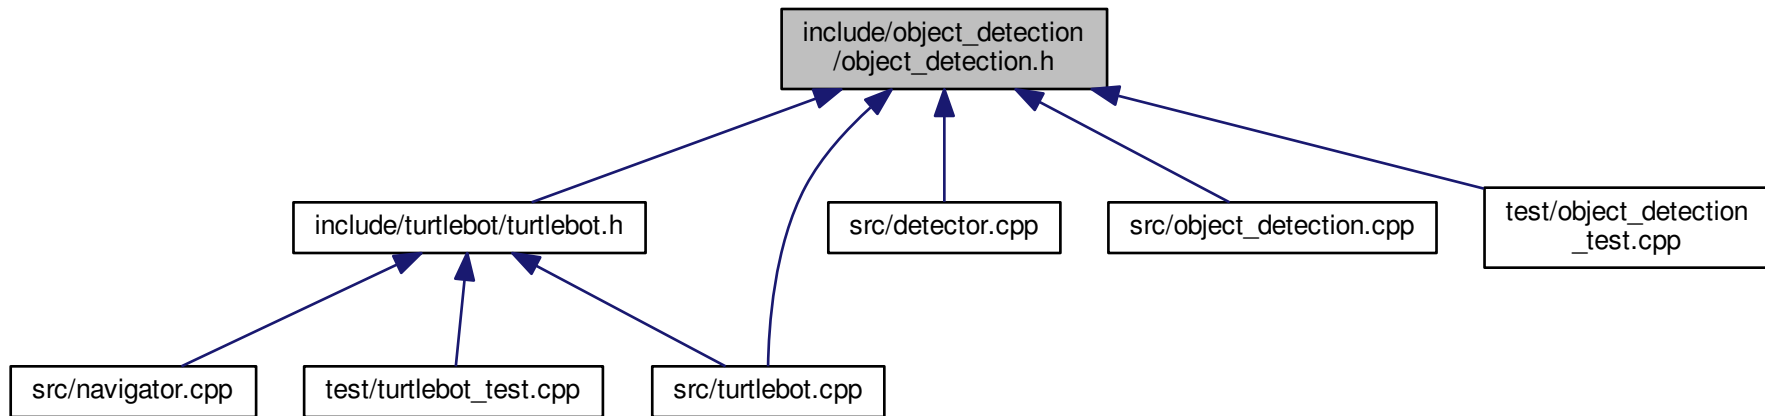 include/object_detection
/object_detection.h
include/turtlebot/turtlebot.h
src/detector.cpp
src/object_detection.cpp
test/object_detection
_test.cpp
src/navigator.cpp
test/turtlebot_test.cpp
src/turtlebot.cpp